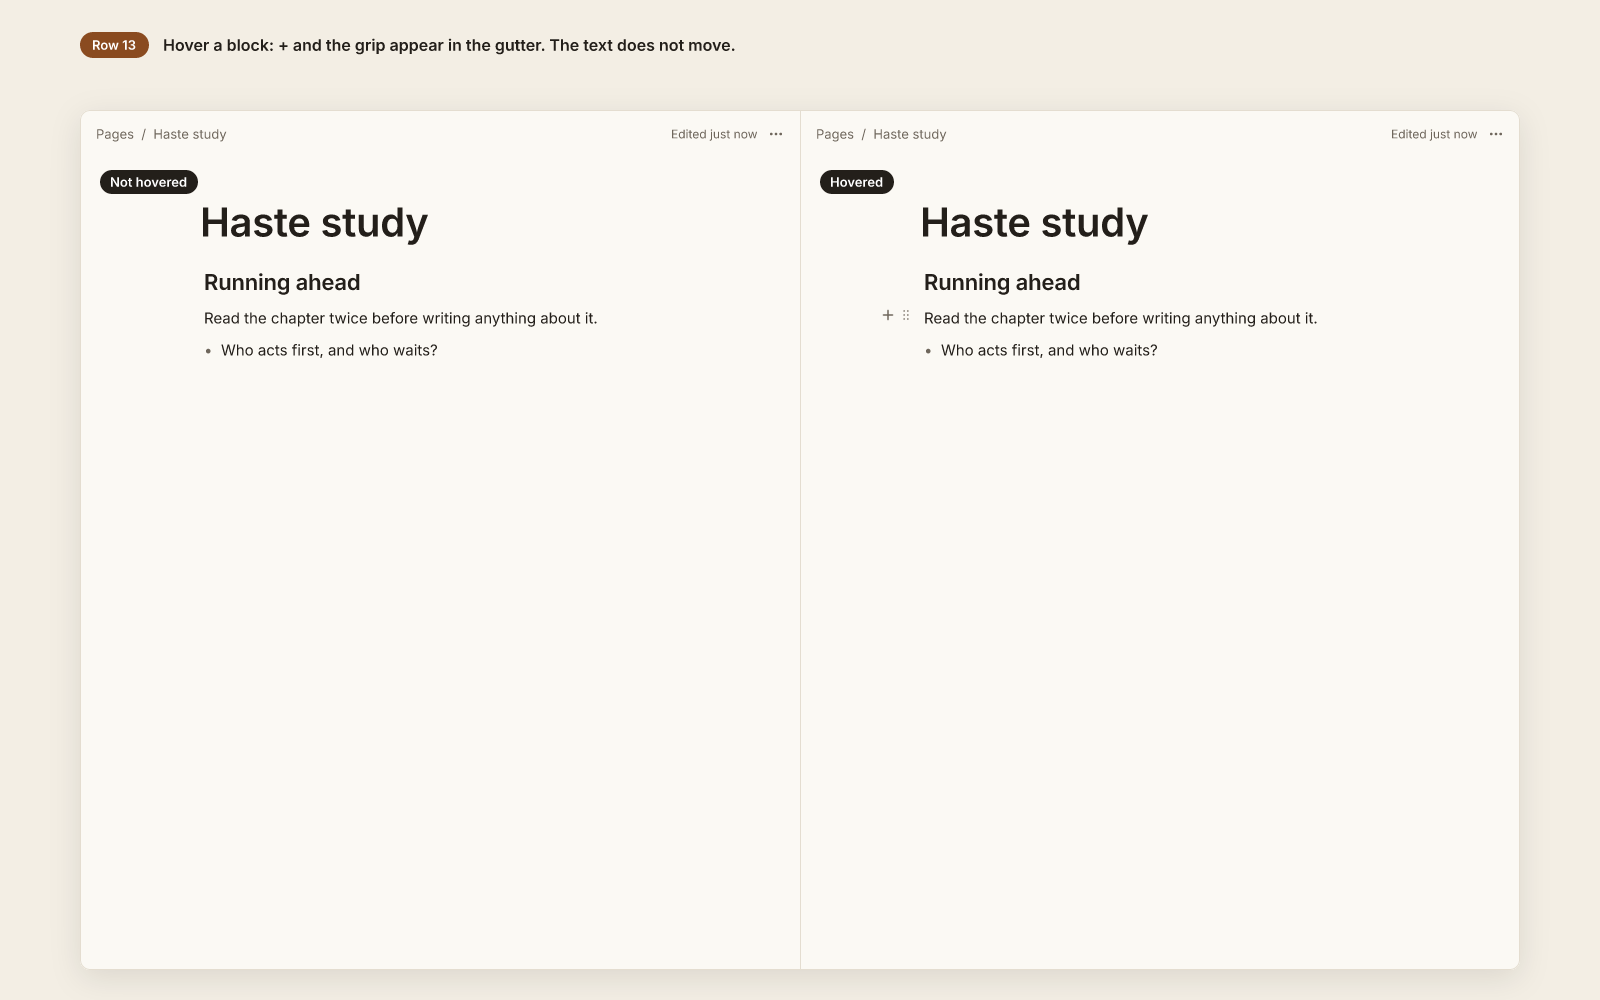 Row 13
Hover a block: + and the grip appear in the gutter. The text does not move.
Pages / Haste study
Edited just now
Not hovered
Haste study
Running ahead
Read the chapter twice before writing anything about it.
• Who acts first, and who waits?
Pages / Haste study
Edited just now
Hovered
Haste study
Running ahead
Read the chapter twice before writing anything about it.
• Who acts first, and who waits?